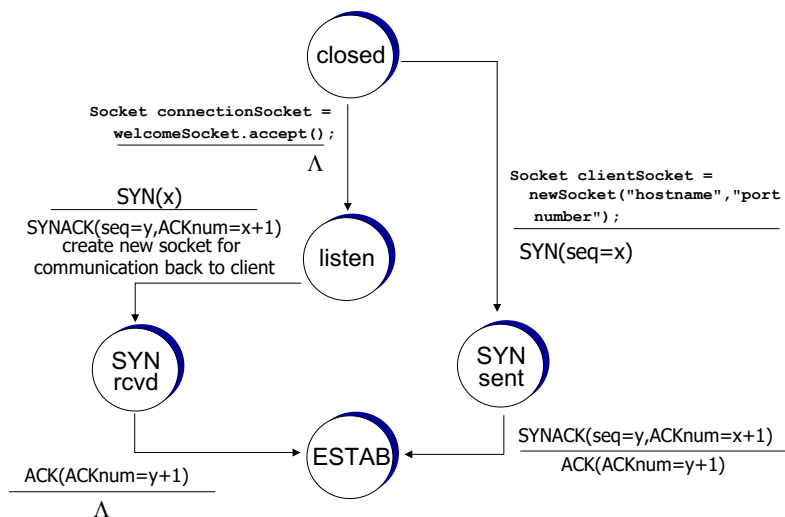 closed
Socket connectionSocket =
welcomeSocket.accept();
Λ
Socket clientSocket =
newSocket("hostname","port
number");
SYN(seq=x)
SYN(x)
SYNACK(seq=y,ACKnum=x+1)
create new socket for
communication back to client
listen
SYN
rcvd
SYN
sent
ESTAB
SYNACK(seq=y,ACKnum=x+1)
ACK(ACKnum=y+1)
ACK(ACKnum=y+1)
Λ